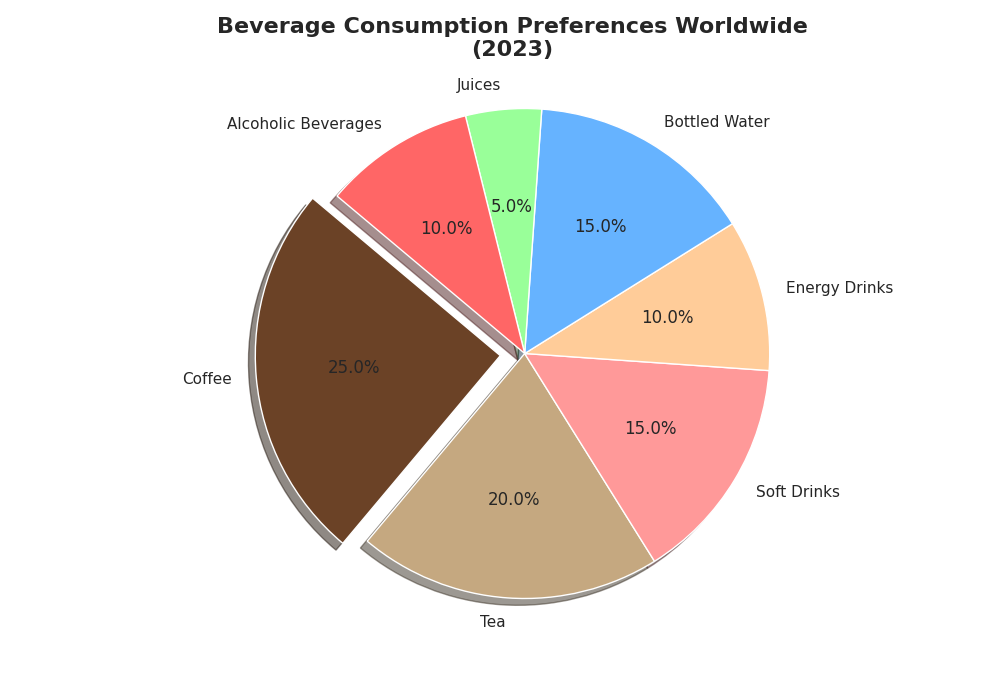 Beverage Consumption Preferences Worldwide
(2023)
Juices
Alcoholic Beverages
Bottled Water
5.0%
10.0%
15.0%
Energy Drinks
10.0%
Coffee
25.0%
15.0%
Soft Drinks
20.0%
Tea